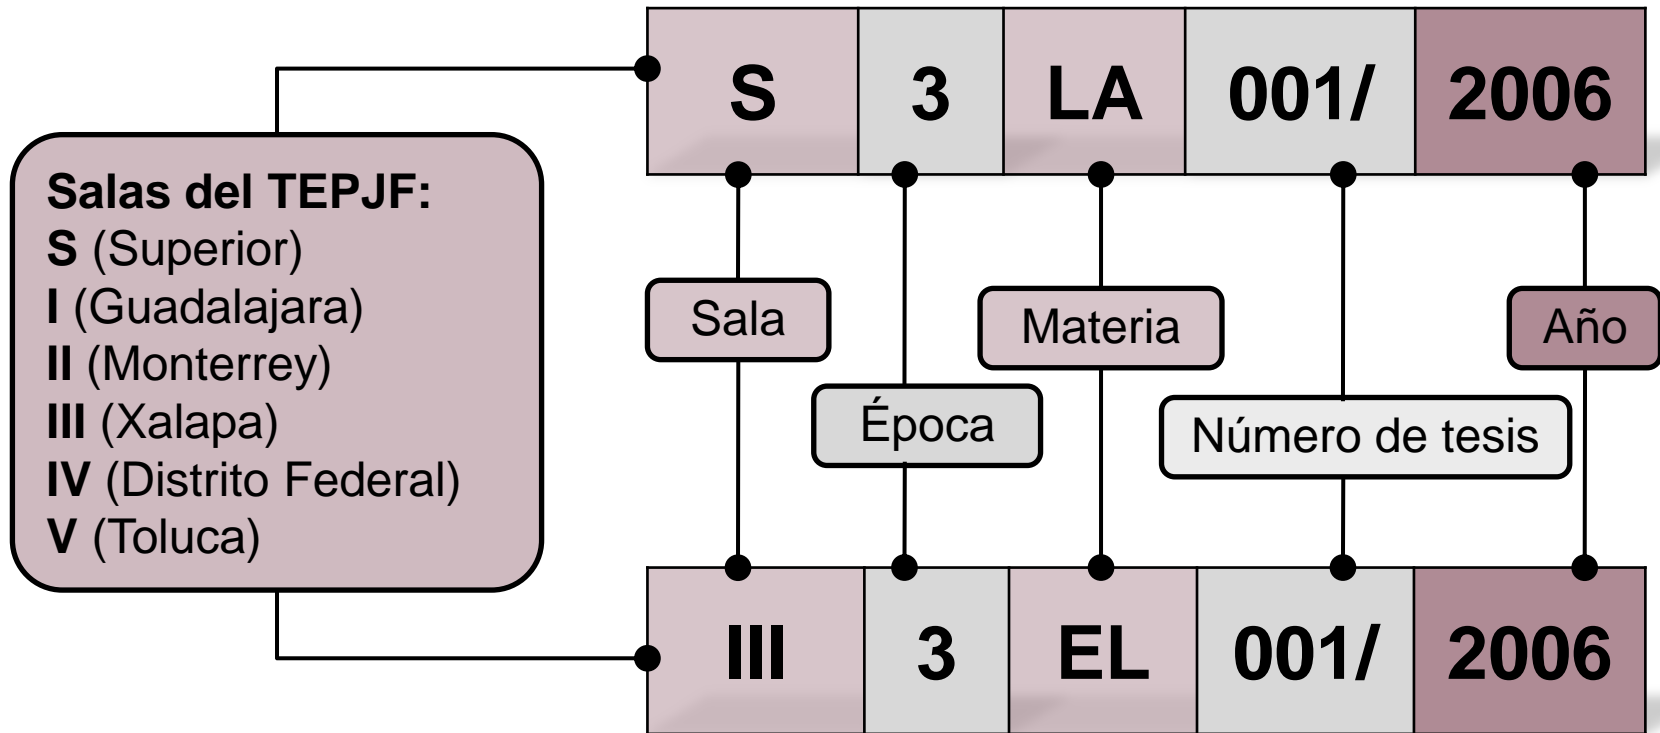 S 3 LA 001/ 2006
Salas del TEPJF:
S (Superior)
I (Guadalajara)
II (Monterrey)
III (Xalapa)
IV (Distrito Federal)
V (Toluca)
Sala
Materia
Año
Época
Número de tesis
III 3 EL 001/ 2006